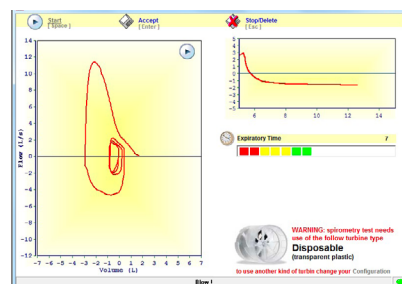 Start
[ Space ]
Accept
[ Enter ]
Stop/Delete
[ Esc ]
Flow (L/s)
14
12
10
8
6
4
2
0
-2
-4
-6
-8
-10
-12
-7 -6 -5 -4 -3 -2 -1 0 1 2 3 4 5 6 7
Volume (L)
5
4
3
2
1
0
-1
-2
-3
-4
-5
6 8 10 12 14
Expiratory Time 7
WARNING: spirometry test needs
use of the follow turbine type
Disposable
(transparent plastic)
to use another kind of turbin change your Configuration
Blow !